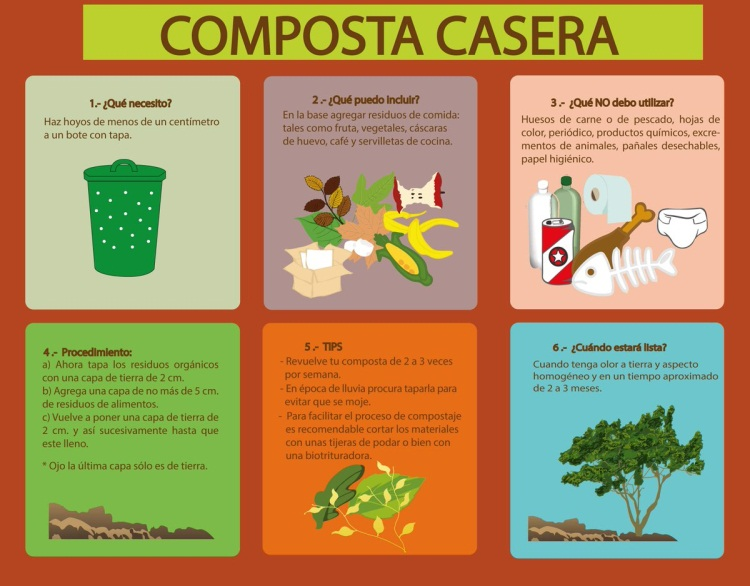 COMPOSTA CASERA
1.- ¿Qué necesito?
Haz hoyos de menos de un centímetro
a un bote con tapa.
2 .- ¿Qué puedo incluir?
En la base agregar residuos de comida:
tales como fruta, vegetales, cáscaras
de huevo, café y servilletas de cocina.
3 .- ¿Qué NO debo utilizar?
Huesos de carne o de pescado, hojas de
color, periódico, productos químicos, excre-
mentos de animales, pañales desechables,
papel higiénico.
4 .- Procedimiento:
a) Ahora tapa los residuos orgánicos
con una capa de tierra de 2 cm.
b) Agrega una capa de no más de 5 cm.
de residuos de alimentos.
c) Vuelve a poner una capa de tierra de
2 cm. y así sucesivamente hasta que
este lleno.
* Ojo la última capa sólo es de tierra.
5 .- TIPS
- Revuelve tu composta de 2 a 3 veces
por semana.
- En época de lluvia procura taparla para
evitar que se moje.
- Para facilitar el proceso de compostaje
es recomendable cortar los materiales
con unas tijeras de podar o bien con
una biotrituradora.
6 .- ¿Cuándo estará lista?
Cuando tenga olor a tierra y aspecto
homogéneo y en un tiempo aproximado
de 2 a 3 meses.